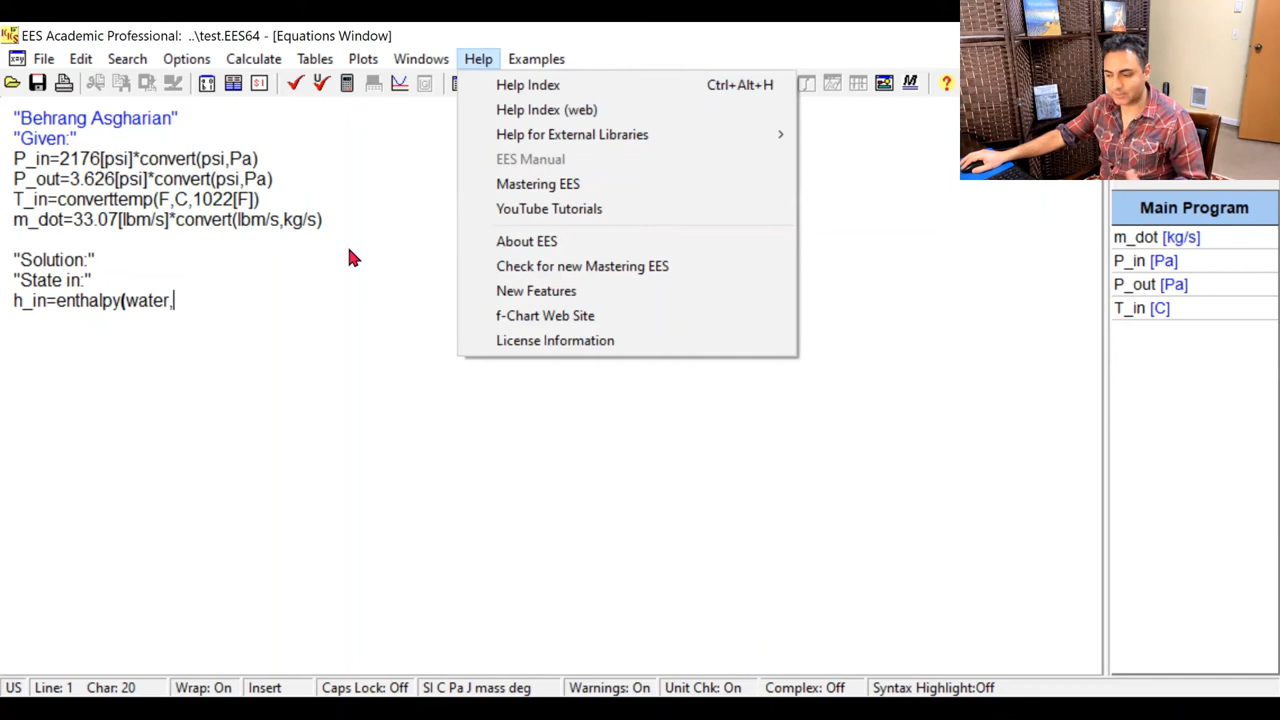 EES Academic Professional: ..\test.EES64 - [Equations Window]
File Edit Search Options Calculate Tables Plots Windows Help Examples
Help Index Ctrl+Alt+H
Help Index (web)
Help for External Libraries
EES Manual
Mastering EES
YouTube Tutorials
About EES
Check for new Mastering EES
New Features
f-Chart Web Site
License Information
"Behrang Asgharian"
"Given:"
P_in=2176[psi]*convert(psi,Pa)
P_out=3.626[psi]*convert(psi,Pa)
T_in=converttemp(F,C,1022[F])
m_dot=33.07[lbm/s]*convert(lbm/s,kg/s)
"Solution:"
"State in:"
h_in=enthalpy(water,
Main Program
m_dot [kg/s]
P_in [Pa]
P_out [Pa]
T_in [C]
US Line: 1 Char: 20 Wrap: On Insert Caps Lock: Off SI C Pa J mass deg Warnings: On Unit Chk: On Complex: Off Syntax Highlight:Off